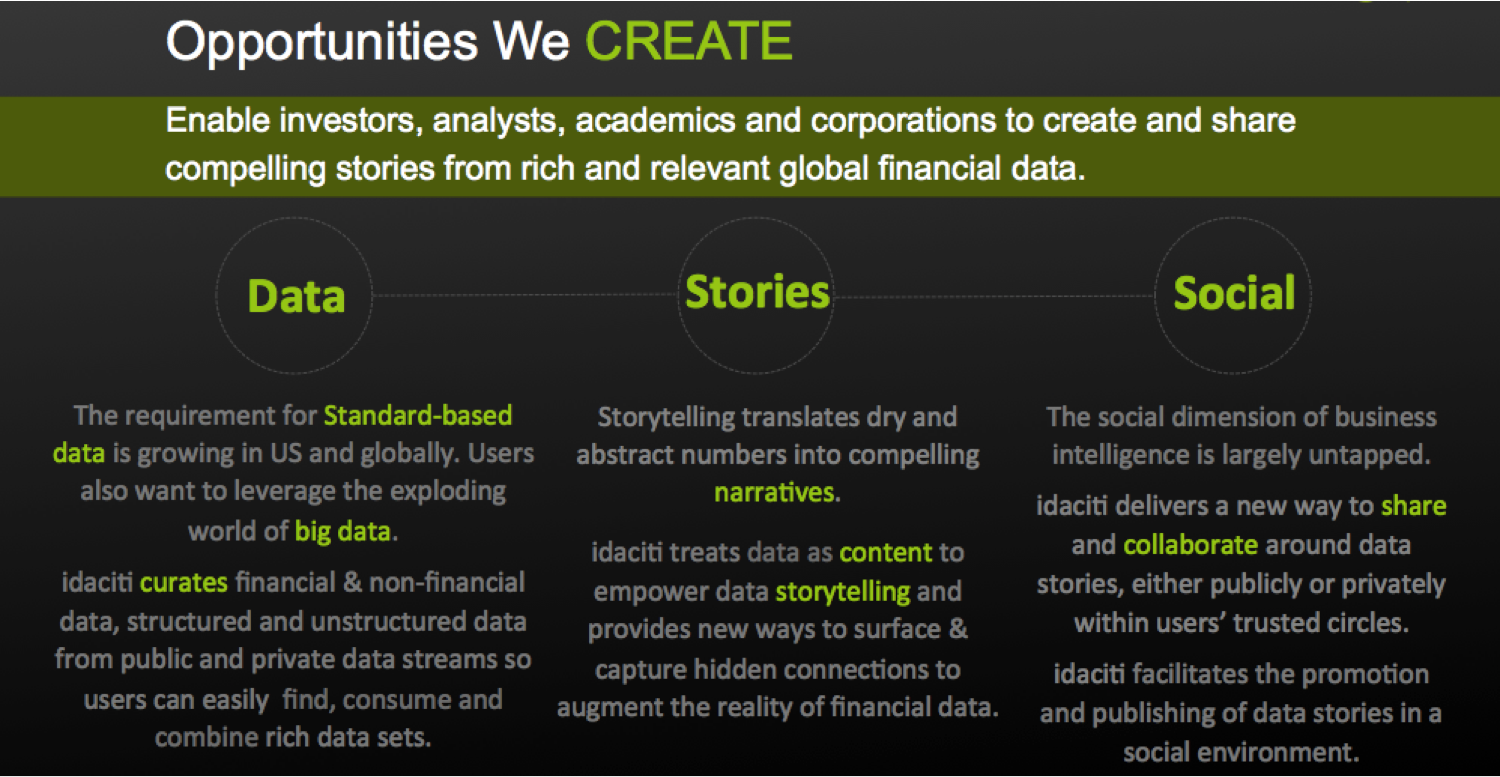 Opportunities We CREATE
Enable investors, analysts, academics and corporations to create and share
compelling stories from rich and relevant global financial data.
Data
The requirement for Standard-based
data is growing in US and globally. Users
also want to leverage the exploding
world of big data.
idaciti curates financial & non-financial
data, structured and unstructured data
from public and private data streams so
users can easily find, consume and
combine rich data sets.
Stories
Storytelling translates dry and
abstract numbers into compelling
narratives.
idaciti treats data as content to
empower data storytelling and
provides new ways to surface &
capture hidden connections to
augment the reality of financial data.
Social
The social dimension of business
intelligence is largely untapped.
idaciti delivers a new way to share
and collaborate around data
stories, either publicly or privately
within users’ trusted circles.
idaciti facilitates the promotion
and publishing of data stories in a
social environment.